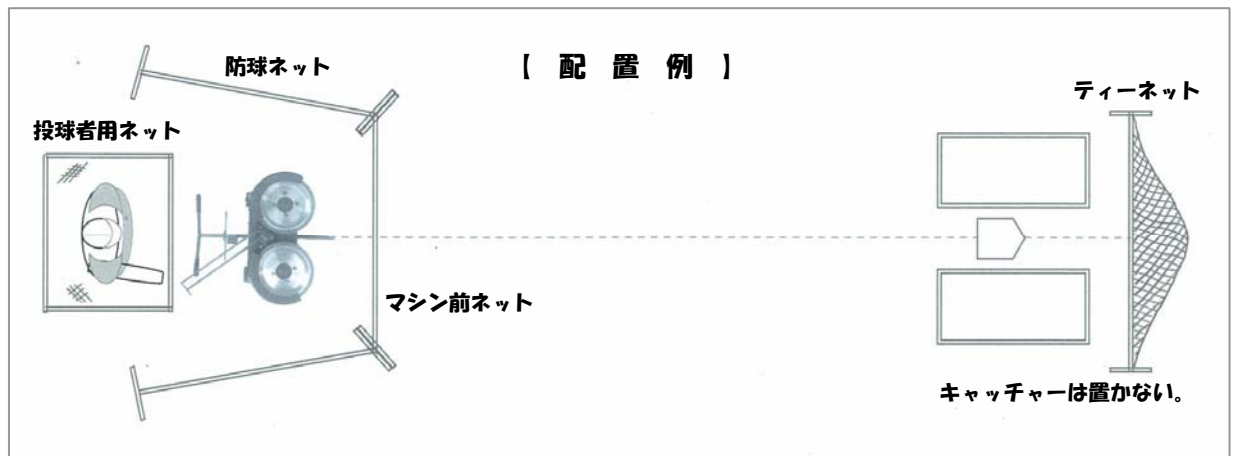 【 配 置 例 】
防球ネット
ティーネット
投球者用ネット
マシン前ネット
キャッチャーは置かない。